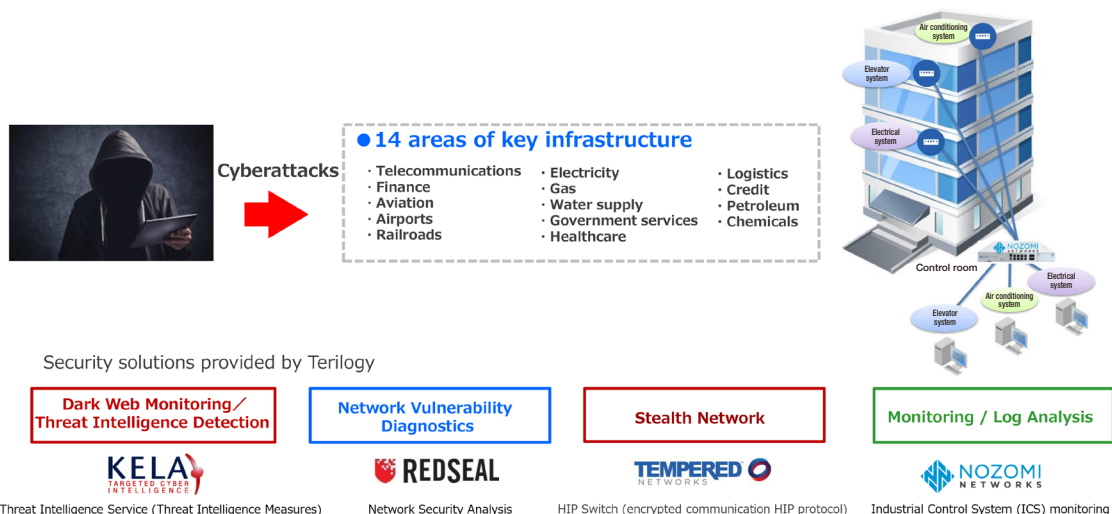 Air conditioning
system
Elevator
system
Electrical
system
Cyberattacks
●14 areas of key infrastructure
· Telecommunications
· Finance
· Aviation
· Airports
· Railroads
· Electricity
· Gas
· Water supply
· Government services
· Healthcare
· Logistics
· Credit
· Petroleum
· Chemicals
NOZOMI
NETWORKS
Control room
Electrical
system
Air conditioning
system
Elevator
system
Security solutions provided by Terilogy
Dark Web Monitoring／
Threat Intelligence Detection
Network Vulnerability
Diagnostics
Stealth Network
Monitoring / Log Analysis
KELA
TARGETED CYBER
INTELLIGENCE
REDSEAL
TEMPERED
NETWORKS
NOZOMI
NETWORKS
Threat Intelligence Service (Threat Intelligence Measures)
Network Security Analysis
HIP Switch (encrypted communication HIP protocol)
Industrial Control System (ICS) monitoring